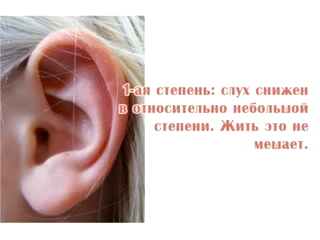 1-ая степень: слух снижен
в относительно небольшой
степени. Жить это не
мешает.